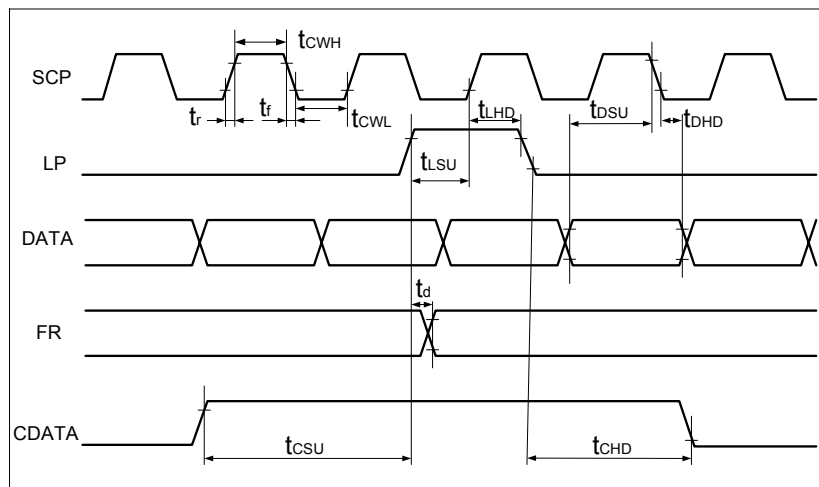 tCWH
SCP
tr
tf
tCWL
tLHD
tDSU
tDHD
LP
tLSU
DATA
td
FR
CDATA
tCSU
tCHD